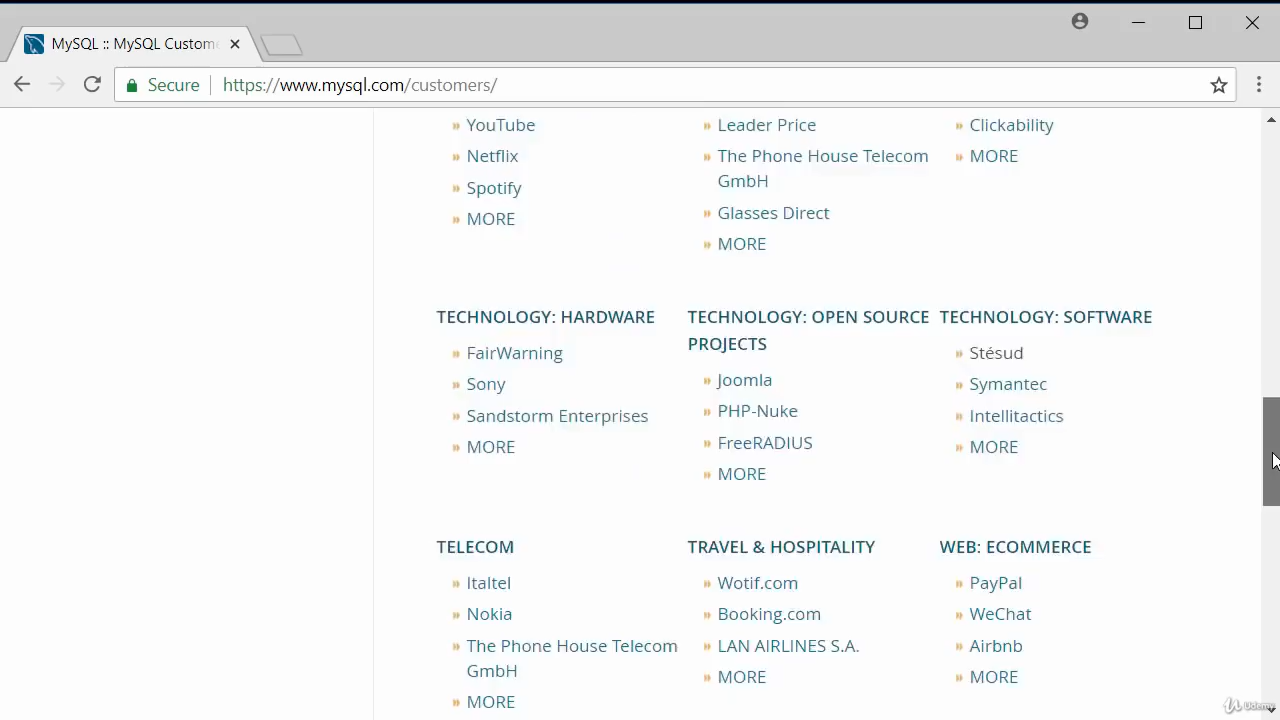 MySQL :: MySQL Custom
Secure
https://www.mysql.com/customers/
YouTube
Netflix
Spotify
MORE
Leader Price
The Phone House Telecom
GmbH
Glasses Direct
MORE
Clickability
MORE
TECHNOLOGY: HARDWARE
FairWarning
Sony
Sandstorm Enterprises
MORE
TECHNOLOGY: OPEN SOURCE
PROJECTS
Joomla
PHP-Nuke
FreeRADIUS
MORE
TECHNOLOGY: SOFTWARE
Stésud
Symantec
Intellitactics
MORE
TELECOM
Italtel
Nokia
The Phone House Telecom
GmbH
MORE
TRAVEL & HOSPITALITY
Wotif.com
Booking.com
LAN AIRLINES S.A.
MORE
WEB: ECOMMERCE
PayPal
WeChat
Airbnb
MORE
Udemy